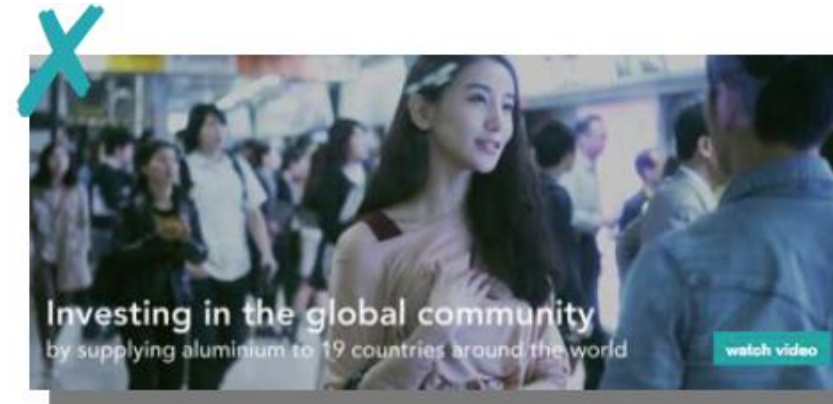 Investing in the global community
by supplying aluminium to 19 countries around the world
watch video